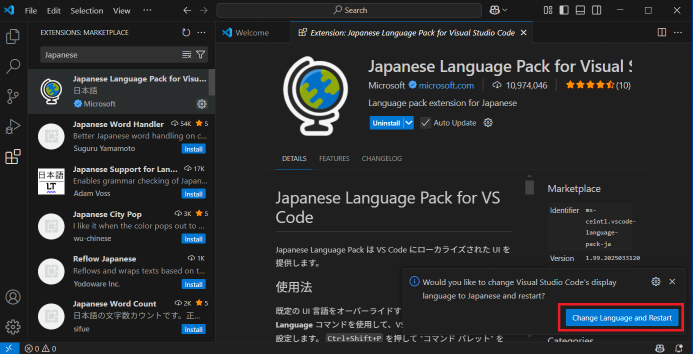 File Edit Selection View
Search
EXTENSIONS: MARKETPLACE
Japanese
Japanese Language Pack for Visu...
日本語
Microsoft
Japanese Word Handler 54K 5
Better Japanese word handling on c...
Suguru Yamamoto Install
Japanese Support for Lan... 17K
Enables grammar checking of Japan...
Adam Voss Install
日本語
LT
Japanese City Pop 3K 5
I like it when the color pops out to ...
wu-chinese Install
Reflow Japanese 1K
Reflows and wraps text based on t...
Yodoware Inc. Install
Japanese Word Count 2K 5
日本語の文字数カウントです。正...
sifue Install
Welcome
Extension: Japanese Language Pack for Visual Studio Code
Japanese Language Pack for Visual S
Microsoft microsoft.com 10,974,046 (10)
Language pack extension for Japanese
Uninstall Auto Update
DETAILS FEATURES CHANGELOG
Japanese Language Pack for VS
Code
Japanese Language Pack は VS Code にローカライズされた UI を
提供します。
使用法
既定の UI 言語をオーバーライドす
Language コマンドを使用して、VS
設定します。 Ctrl+Shift+P を押して "コマンド パレット" を
Marketplace
Identifier ms-
ceintl.vscode-
language-
pack-ja
Version 1.99.2025033120
Would you like to change Visual Studio Code's display
language to Japanese and restart?
Change Language and Restart
Categories
0 0